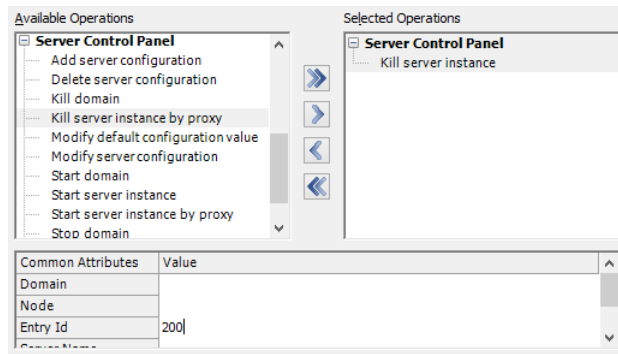 Available Operations
Server Control Panel
Add server configuration
Delete server configuration
Kill domain
Kill server instance by proxy
Modify default configuration value
Modify server configuration
Start domain
Start server instance
Start server instance by proxy
Stop domain
Selected Operations
Server Control Panel
Kill server instance
Common Attributes Value
Domain
Node
Entry Id 200
Server Name